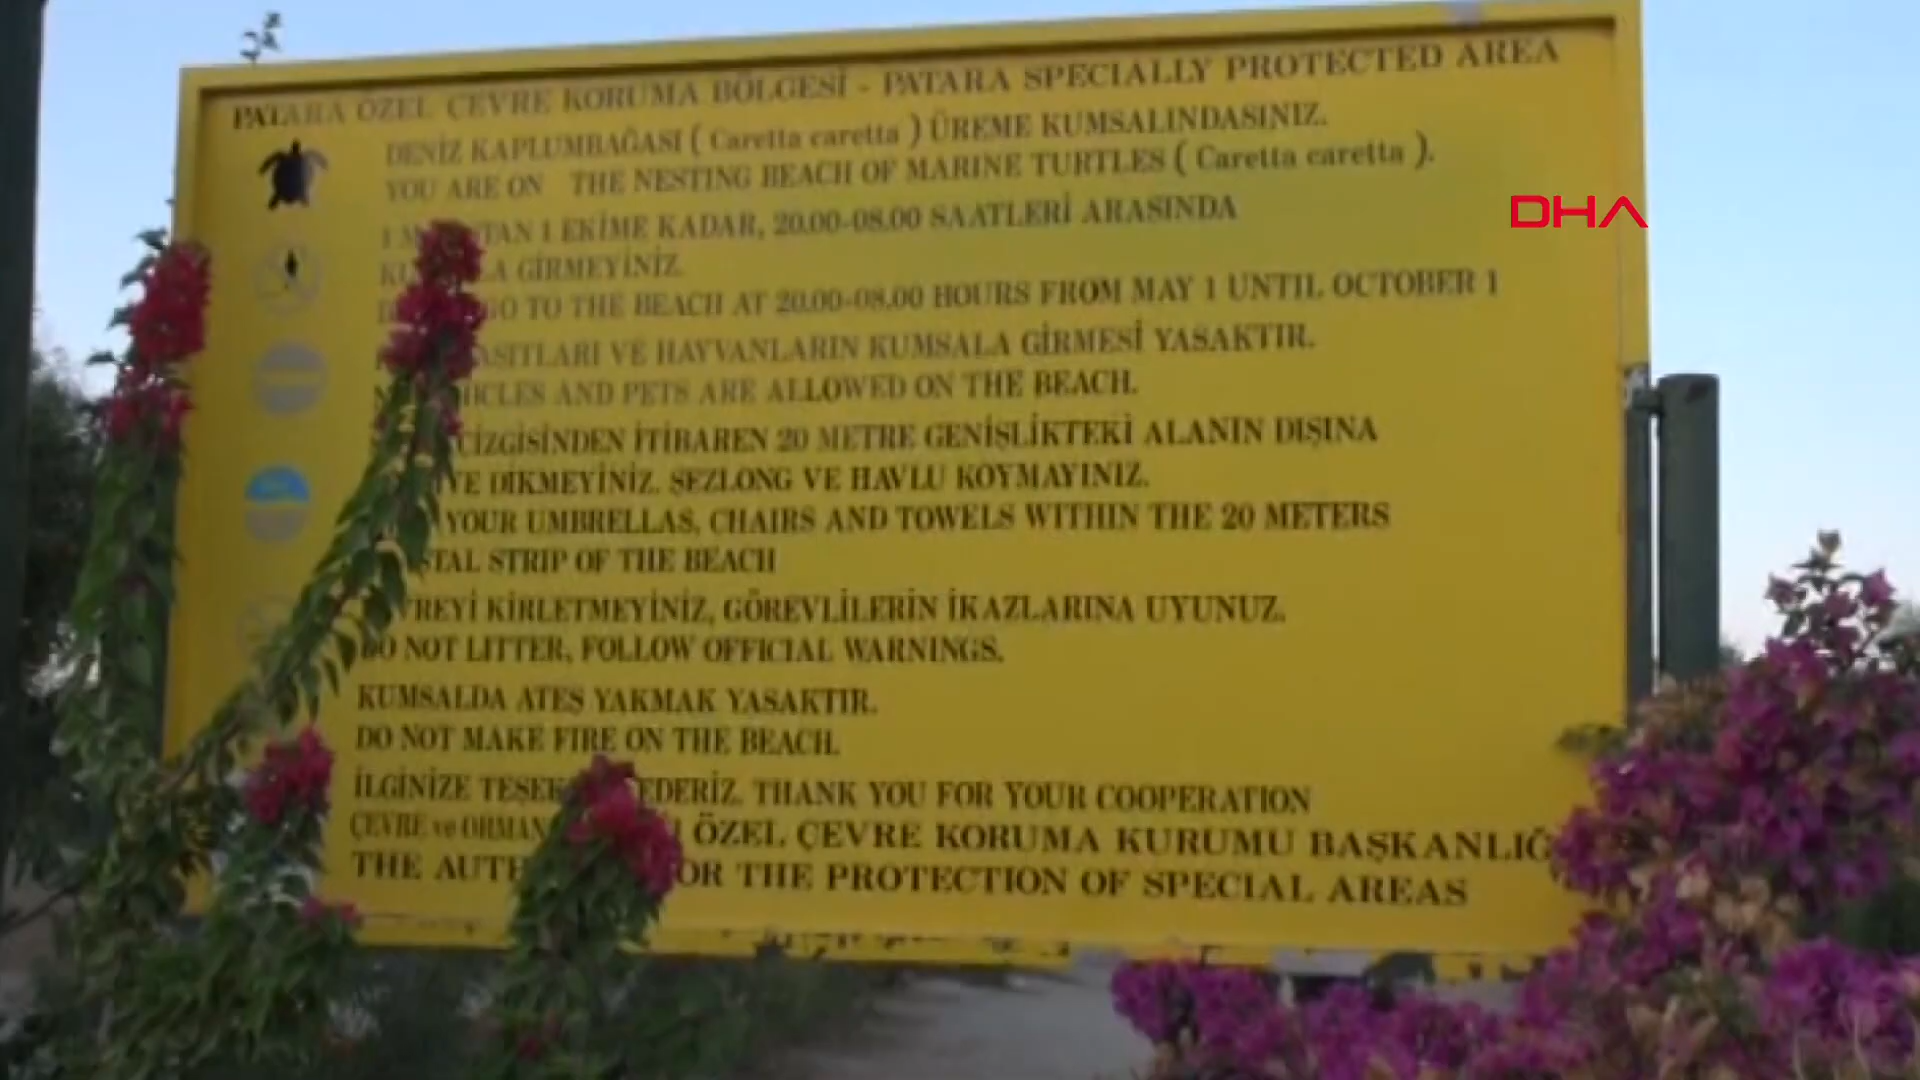 PATARA ÖZEL ÇEVRE KORUMA BÖLGESİ - PATARA SPECIALLY PROTECTED AREA
DENİZ KAPLUMBAĞASI ( Caretta caretta ) ÜREME KUMSALINDASINIZ.
YOU ARE ON THE NESTING BEACH OF MARINE TURTLES ( Caretta caretta ).
1 EKİME KADAR, 20.00-08.00 SAATLERİ ARASINDA
GİRMEYİNİZ.
GO TO THE BEACH AT 20.00-08.00 HOURS FROM MAY 1 UNTIL OCTOBER 1
VE HAYVANLARIN KUMSALA GİRMESİ YASAKTIR.
AND PETS ARE ALLOWED ON THE BEACH.
ÇİZGİSİNDEN İTİBAREN 20 METRE GENİŞLİKTEKİ ALANIN DIŞINA
DİKMEYİNİZ. ŞEZLONG VE HAVLU KOYMAYINIZ.
YOUR UMBRELLAS, CHAIRS AND TOWELS WITHIN THE 20 METERS
STRIP OF THE BEACH
KİRLETMEYİNİZ, GÖREVLİLERİN İKAZLARINA UYUNUZ.
DO NOT LITTER, FOLLOW OFFICIAL WARNINGS.
KUMSALDA ATEŞ YAKMAK YASAKTIR.
DO NOT MAKE FIRE ON THE BEACH.
İLGİNİZE EDERİZ. THANK YOU FOR YOUR COOPERATION
ÇEVRE ve ORMAN ÖZEL ÇEVRE KORUMA KURUMU
THE THE PROTECTION OF SPECIAL AREAS
DHA